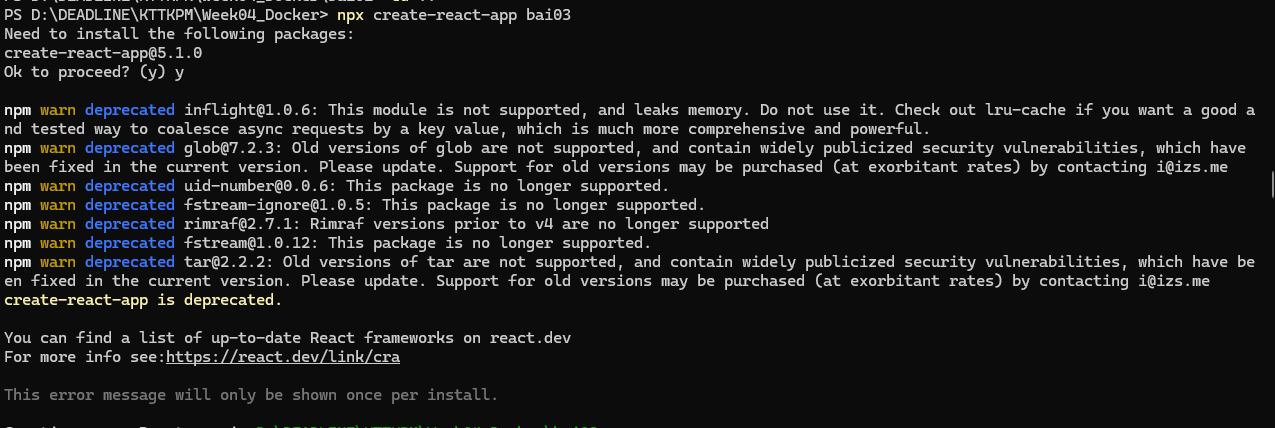 PS D:\DEADLINE\KTTKPM\Week04_Docker> npx create-react-app bai03
Need to install the following packages:
create-react-app@5.1.0
Ok to proceed? (y) y
npm warn deprecated inflight@1.0.6: This module is not supported, and leaks memory. Do not use it. Check out lru-cache if you want a good a
nd tested way to coalesce async requests by a key value, which is much more comprehensive and powerful.
npm warn deprecated glob@7.2.3: Old versions of glob are not supported, and contain widely publicized security vulnerabilities, which have
been fixed in the current version. Please update. Support for old versions may be purchased (at exorbitant rates) by contacting i@izs.me
npm warn deprecated uid-number@0.0.6: This package is no longer supported.
npm warn deprecated fstream-ignore@1.0.5: This package is no longer supported.
npm warn deprecated rimraf@2.7.1: Rimraf versions prior to v4 are no longer supported
npm warn deprecated fstream@1.0.12: This package is no longer supported.
npm warn deprecated tar@2.2.2: Old versions of tar are not supported, and contain widely publicized security vulnerabilities, which have be
en fixed in the current version. Please update. Support for old versions may be purchased (at exorbitant rates) by contacting i@izs.me
create-react-app is deprecated.
You can find a list of up-to-date React frameworks on react.dev
For more info see:https://react.dev/link/cra
This error message will only be shown once per install.